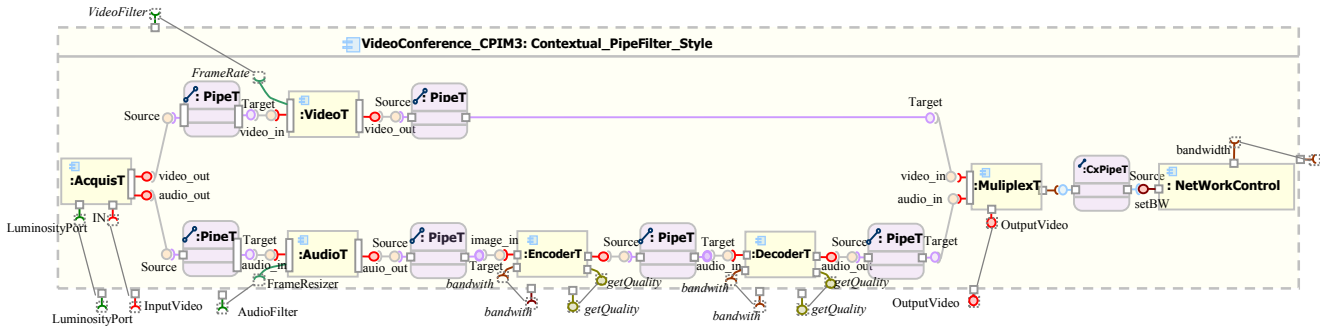 VideoFilter
VideoConference_CPIM3: Contextual_PipeFilter_Style
FrameRate
: PipeT
Target
Source
video_in
:VideoT
Source
video_out
: PipeT
Target
bandwidth
:AcquisT
video_out
audio_out
LuminosityPort
IN
video_in
audio_in
:MuliplexT
:CxPipeT
Source
setBW
: NetWorkControl
OutputVideo
: PipeT
Target
Source
audio_in
:AudioT
FrameResizer
Source
auio_out
: PipeT
image_in
Target
bandwith
:EncoderT
Source
getQuality
: PipeT
Target
audio_in
bandwith
:DecoderT
Source
audio_out
getQuality
: PipeT
Target
LuminosityPort
InputVideo
AudioFilter
bandwith
getQuality
bandwith
getQuality
OutputVideo